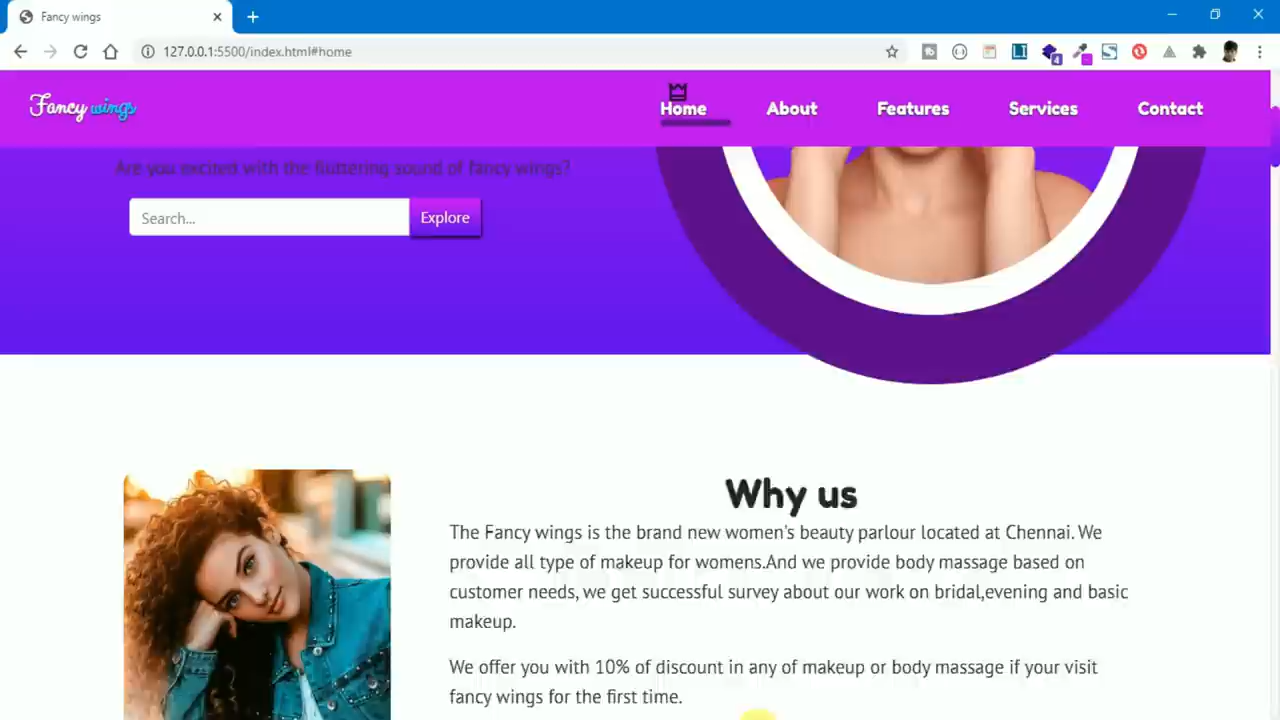 Fancy wings
127.0.0.1:5500/index.html#home
4
Fancy wings
Home
About
Features
Services
Contact
Are you excited with the fluttering sound of fancy wings?
Search...
Explore
Why us
The Fancy wings is the brand new women's beauty parlour located at Chennai. We
provide all type of makeup for womens.And we provide body massage based on
customer needs, we get successful survey about our work on bridal,evening and basic
makeup.
We offer you with 10% of discount in any of makeup or body massage if your visit
fancy wings for the first time.